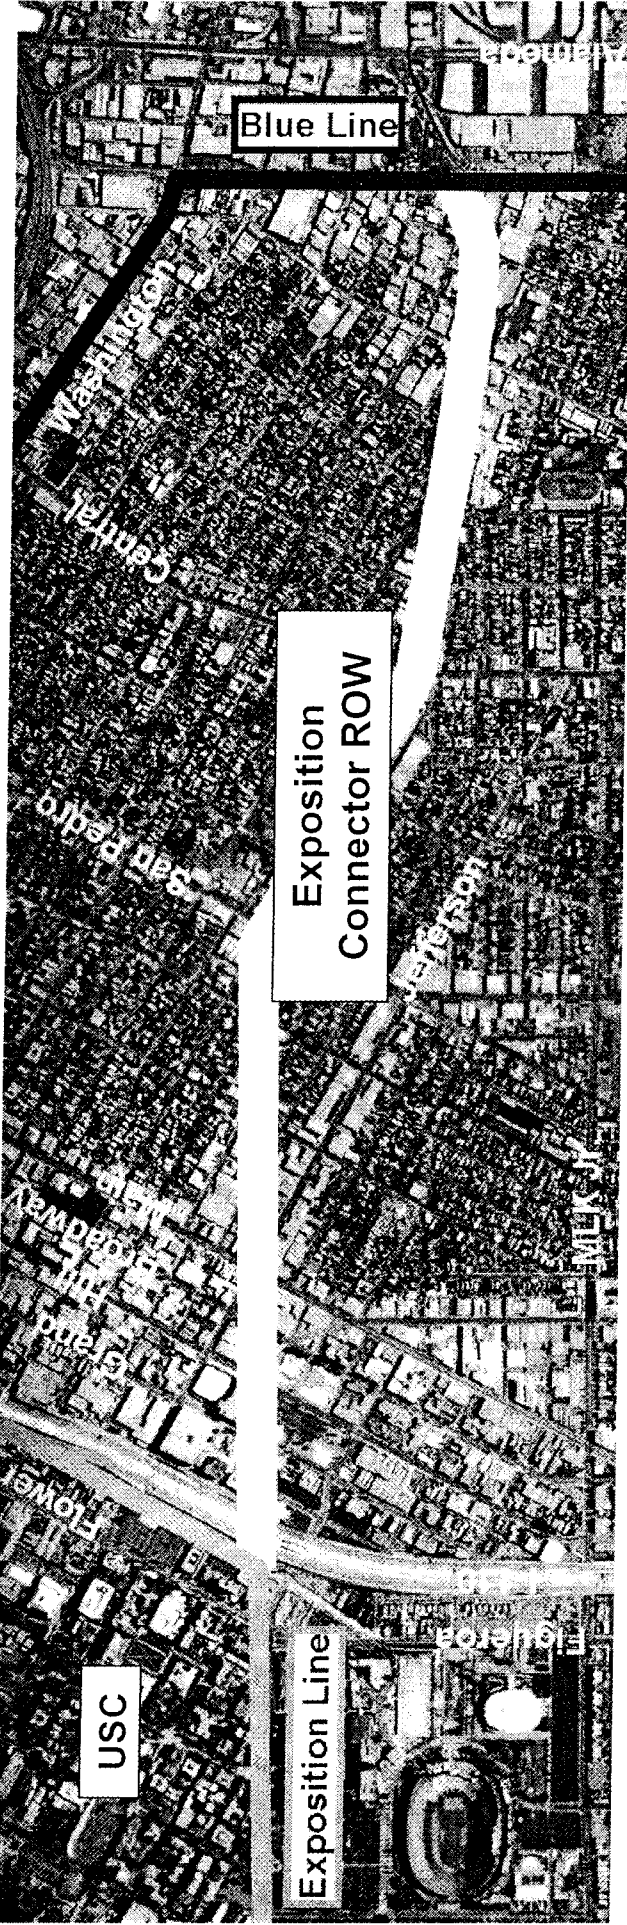 Alameda
Blue Line
Washington
Central
Exposition
Connector ROW
San Pedro
Jefferson
MLK Jr
Main
Broadway
Hill
Grand
Flower
Figueroa
USC
Exposition Line